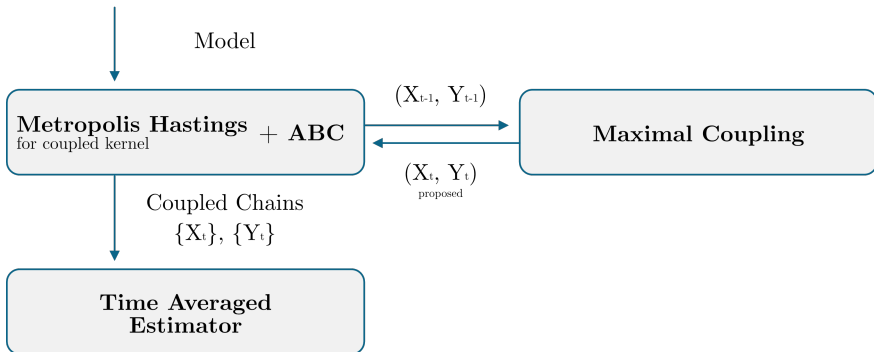 Model
Metropolis Hastings + ABC
for coupled kernel
(Xt-1, Yt-1)
Maximal Coupling
(Xt, Yt)
proposed
Coupled Chains
{Xt}, {Yt}
Time Averaged
Estimator